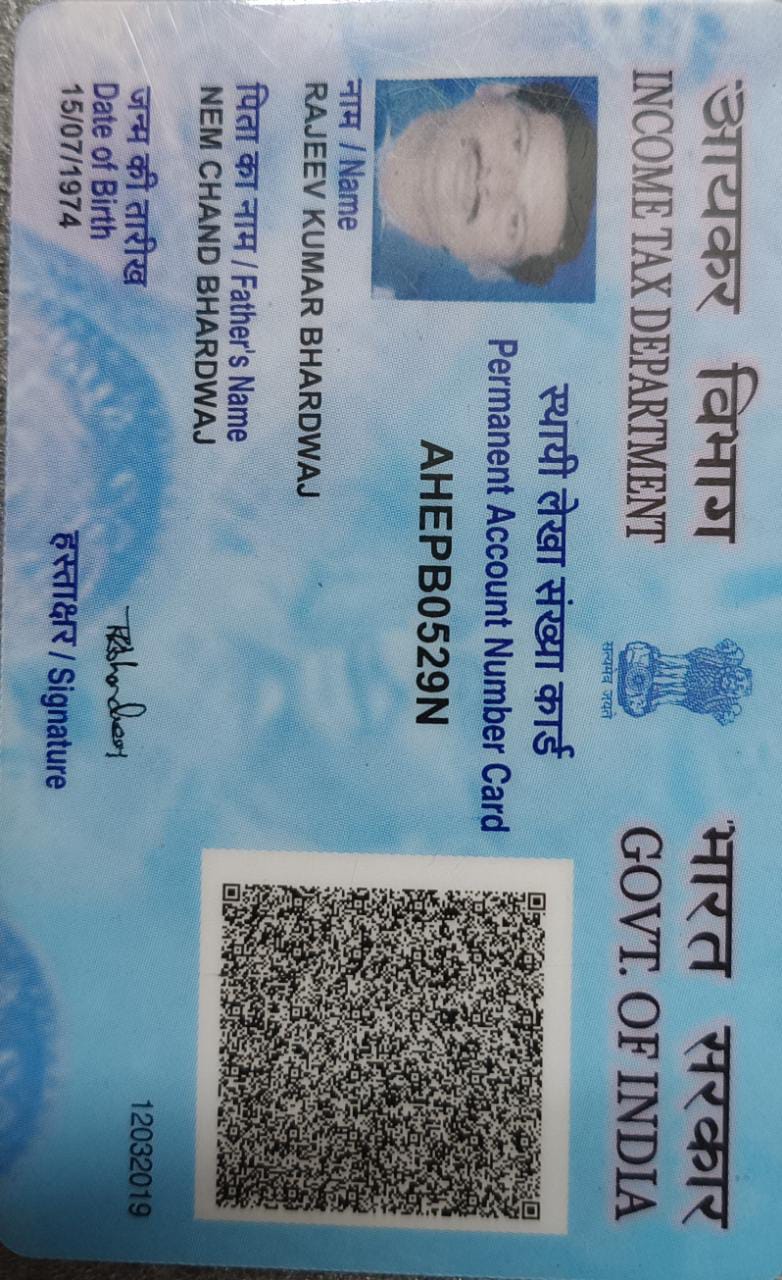 आयकर विभाग
INCOME TAX DEPARTMENT
सत्यमेव जयते
भारत सरकार
GOVT. OF INDIA
स्थायी लेखा संख्या कार्ड
Permanent Account Number Card
AHEPB0529N
नाम / Name
RAJEEV KUMAR BHARDWAJ
पिता का नाम / Father's Name
NEM CHAND BHARDWAJ
जन्म की तारीख
Date of Birth
15/07/1974
हस्ताक्षर / Signature
12032019